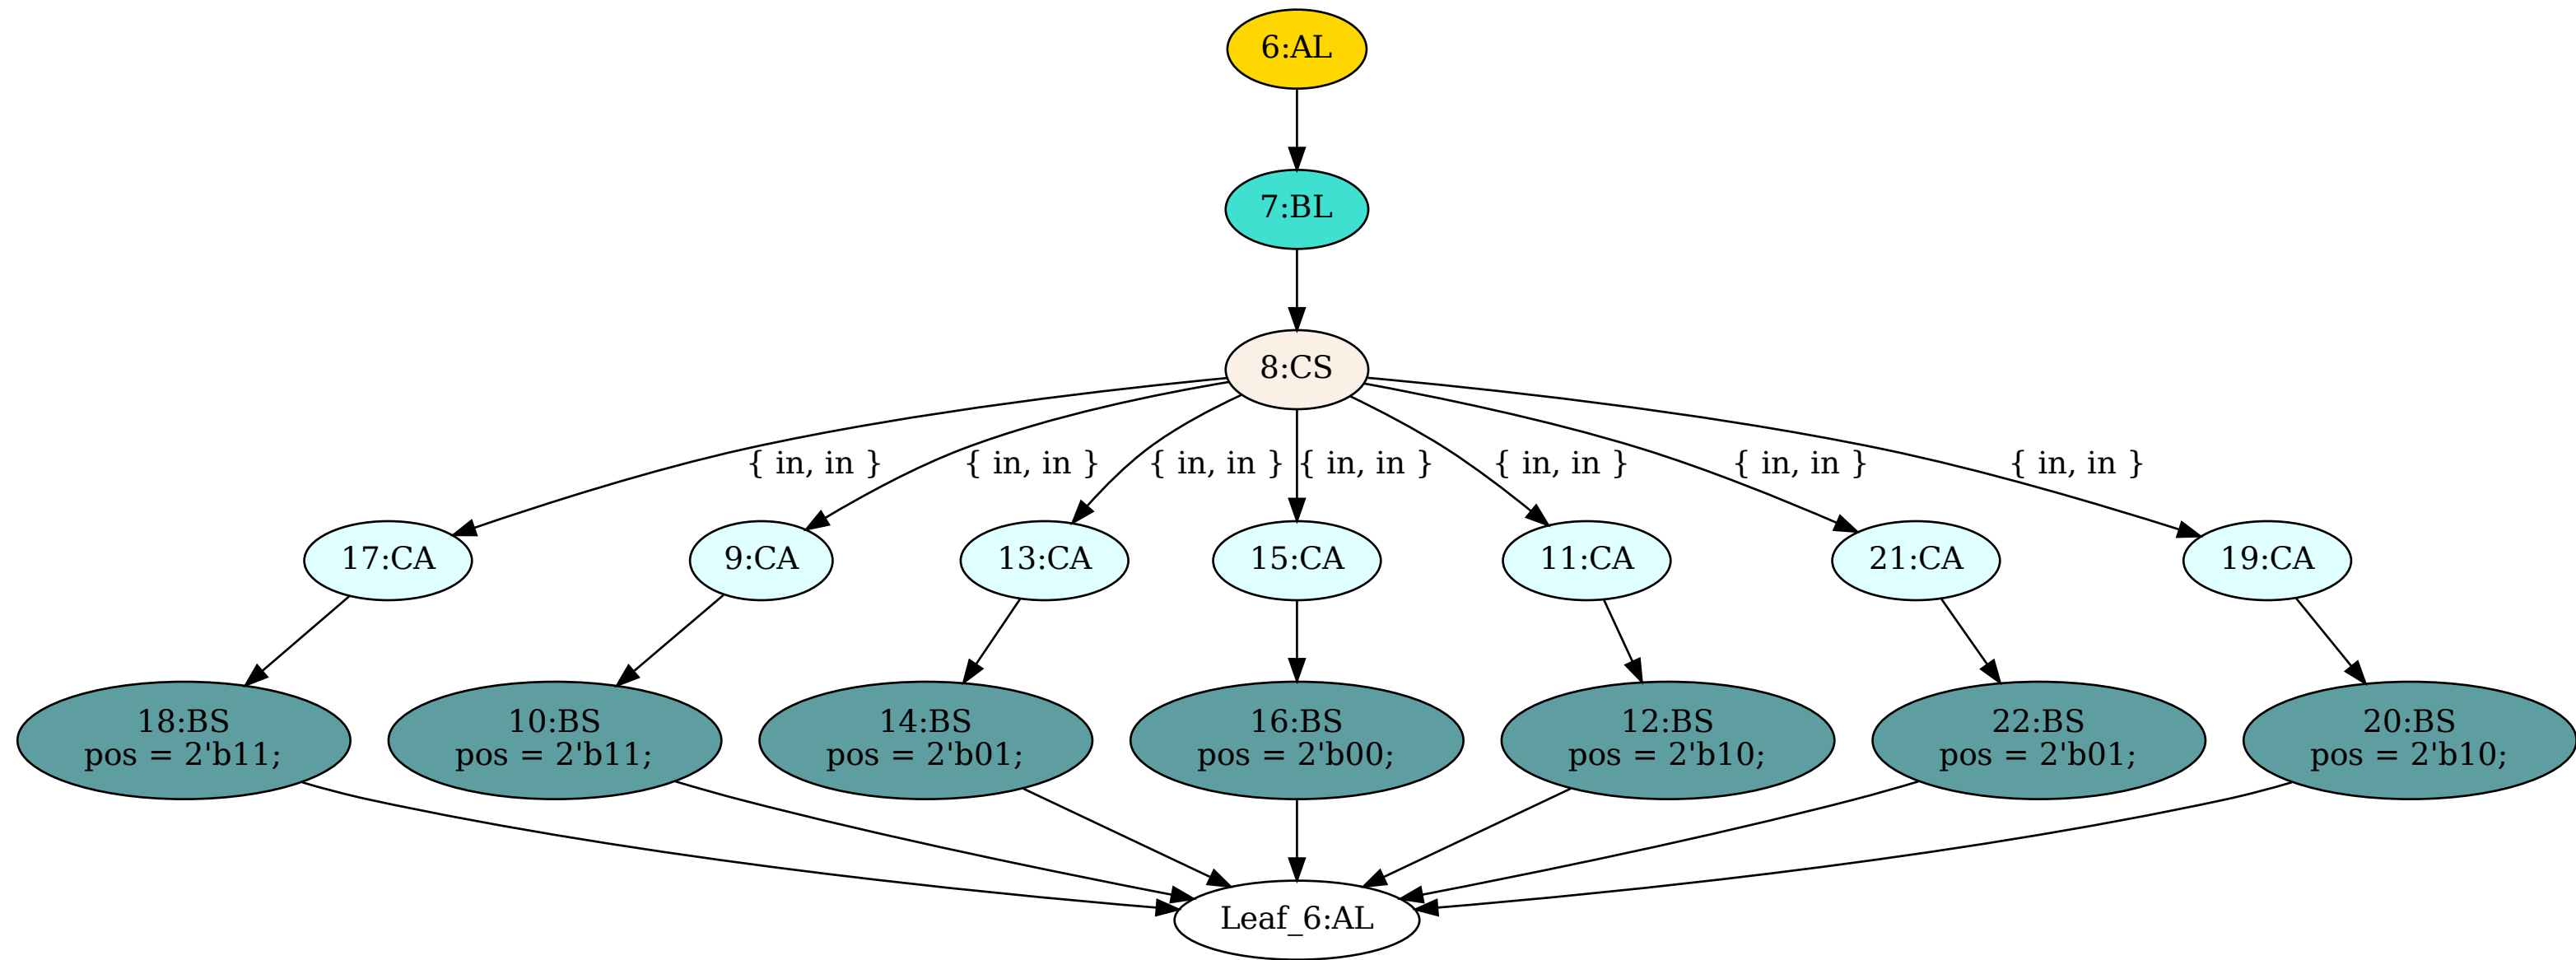 6:AL
7:BL
8:CS
{ in, in }
{ in, in }
{ in, in }
{ in, in }
{ in, in }
{ in, in }
{ in, in }
17:CA
9:CA
13:CA
15:CA
11:CA
21:CA
19:CA
18:BS
pos = 2'b11;
10:BS
pos = 2'b11;
14:BS
pos = 2'b01;
16:BS
pos = 2'b00;
12:BS
pos = 2'b10;
22:BS
pos = 2'b01;
20:BS
pos = 2'b10;
Leaf_6:AL